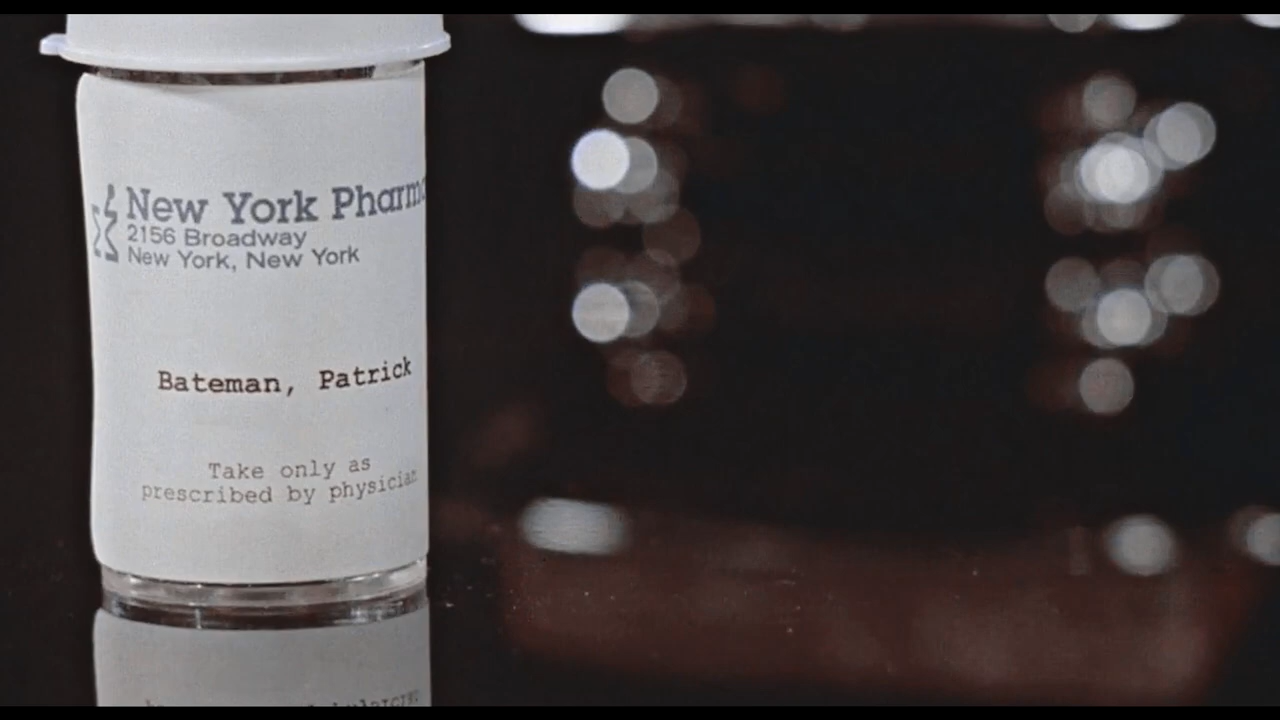 New York Pharm
2156 Broadway
New York, New York
Bateman, Patrick
Take only as
prescribed by physician